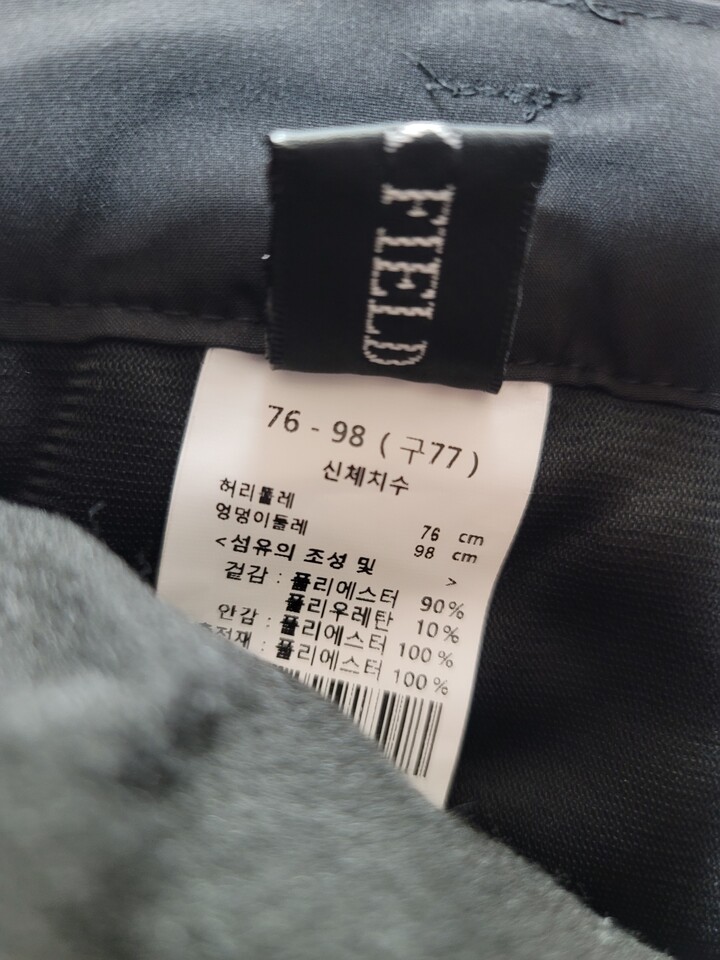 FIELD
76 - 98 ( 구77 )
신체치수
허리둘레 76 cm
엉덩이둘레 98 cm
<섬유의 조성 및 >
겉감 : 폴리에스터 90%
폴리우레탄 10%
안감 : 폴리에스터 100%
충전재 : 폴리에스터 100%